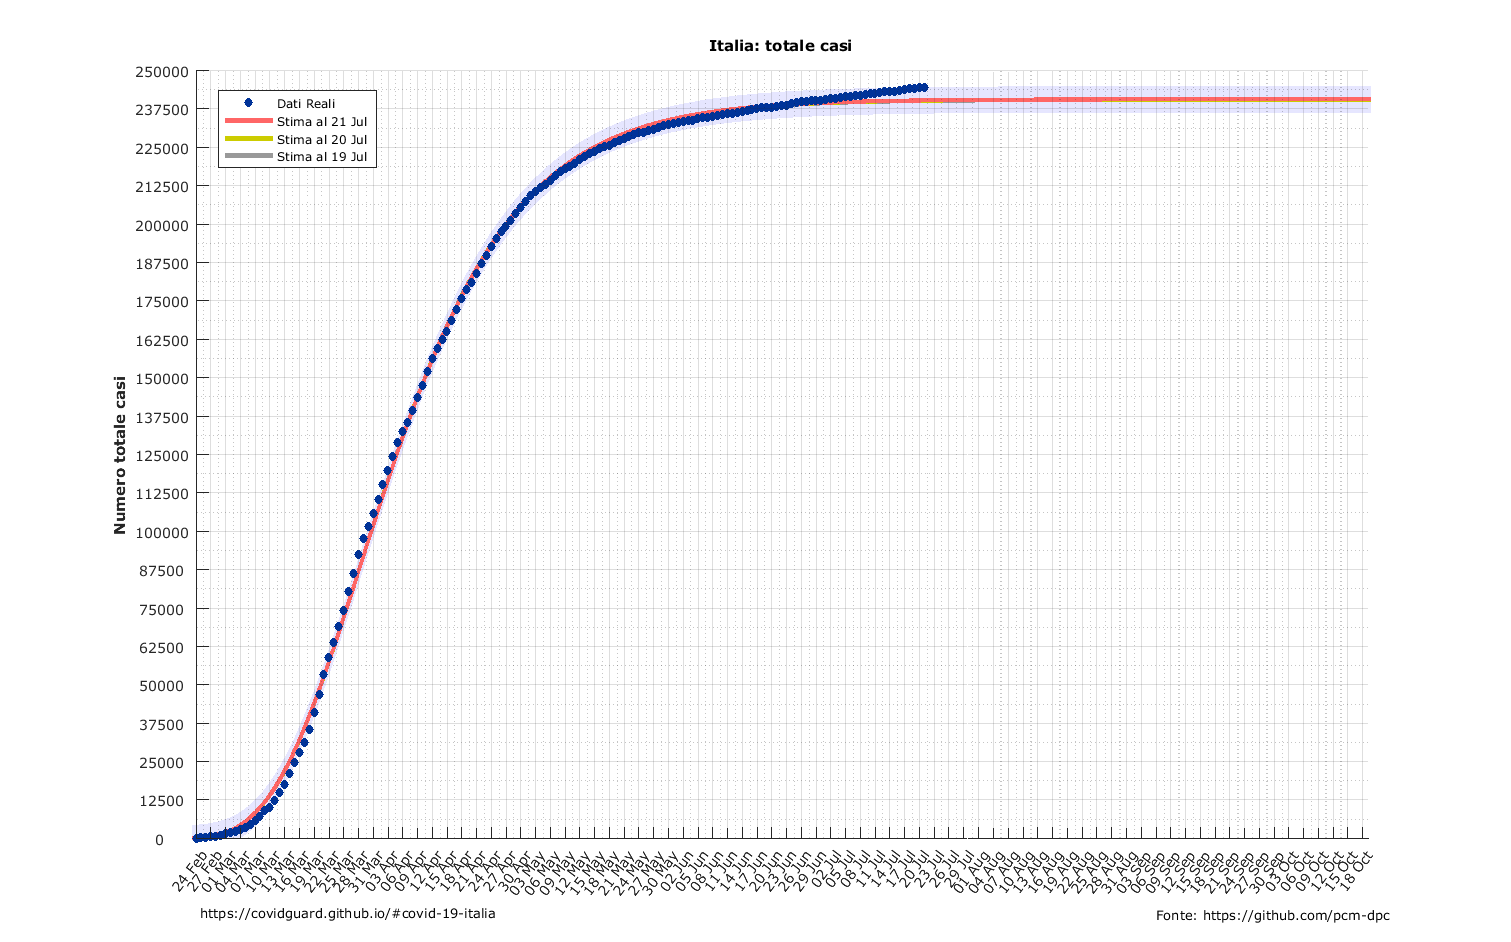 Italia: totale casi
Dati Reali
Stima al 21 Jul
Stima al 20 Jul
Stima al 19 Jul
Numero totale casi
250000
237500
225000
212500
200000
187500
175000
162500
150000
137500
125000
112500
100000
87500
75000
62500
50000
37500
25000
12500
0
24 Feb
27 Feb
01 Mar
04 Mar
07 Mar
10 Mar
13 Mar
16 Mar
19 Mar
22 Mar
25 Mar
28 Mar
31 Mar
03 Apr
06 Apr
09 Apr
12 Apr
15 Apr
18 Apr
21 Apr
24 Apr
27 Apr
30 Apr
03 May
06 May
09 May
12 May
15 May
18 May
21 May
24 May
27 May
30 May
02 Jun
05 Jun
08 Jun
11 Jun
14 Jun
17 Jun
20 Jun
23 Jun
26 Jun
29 Jun
02 Jul
05 Jul
08 Jul
11 Jul
14 Jul
17 Jul
20 Jul
23 Jul
26 Jul
29 Jul
01 Aug
04 Aug
07 Aug
10 Aug
13 Aug
16 Aug
19 Aug
22 Aug
25 Aug
28 Aug
31 Aug
03 Sep
06 Sep
09 Sep
12 Sep
15 Sep
18 Sep
21 Sep
24 Sep
27 Sep
30 Sep
03 Oct
06 Oct
09 Oct
12 Oct
15 Oct
18 Oct
https://covidguard.github.io/#covid-19-italia
Fonte: https://github.com/pcm-dpc